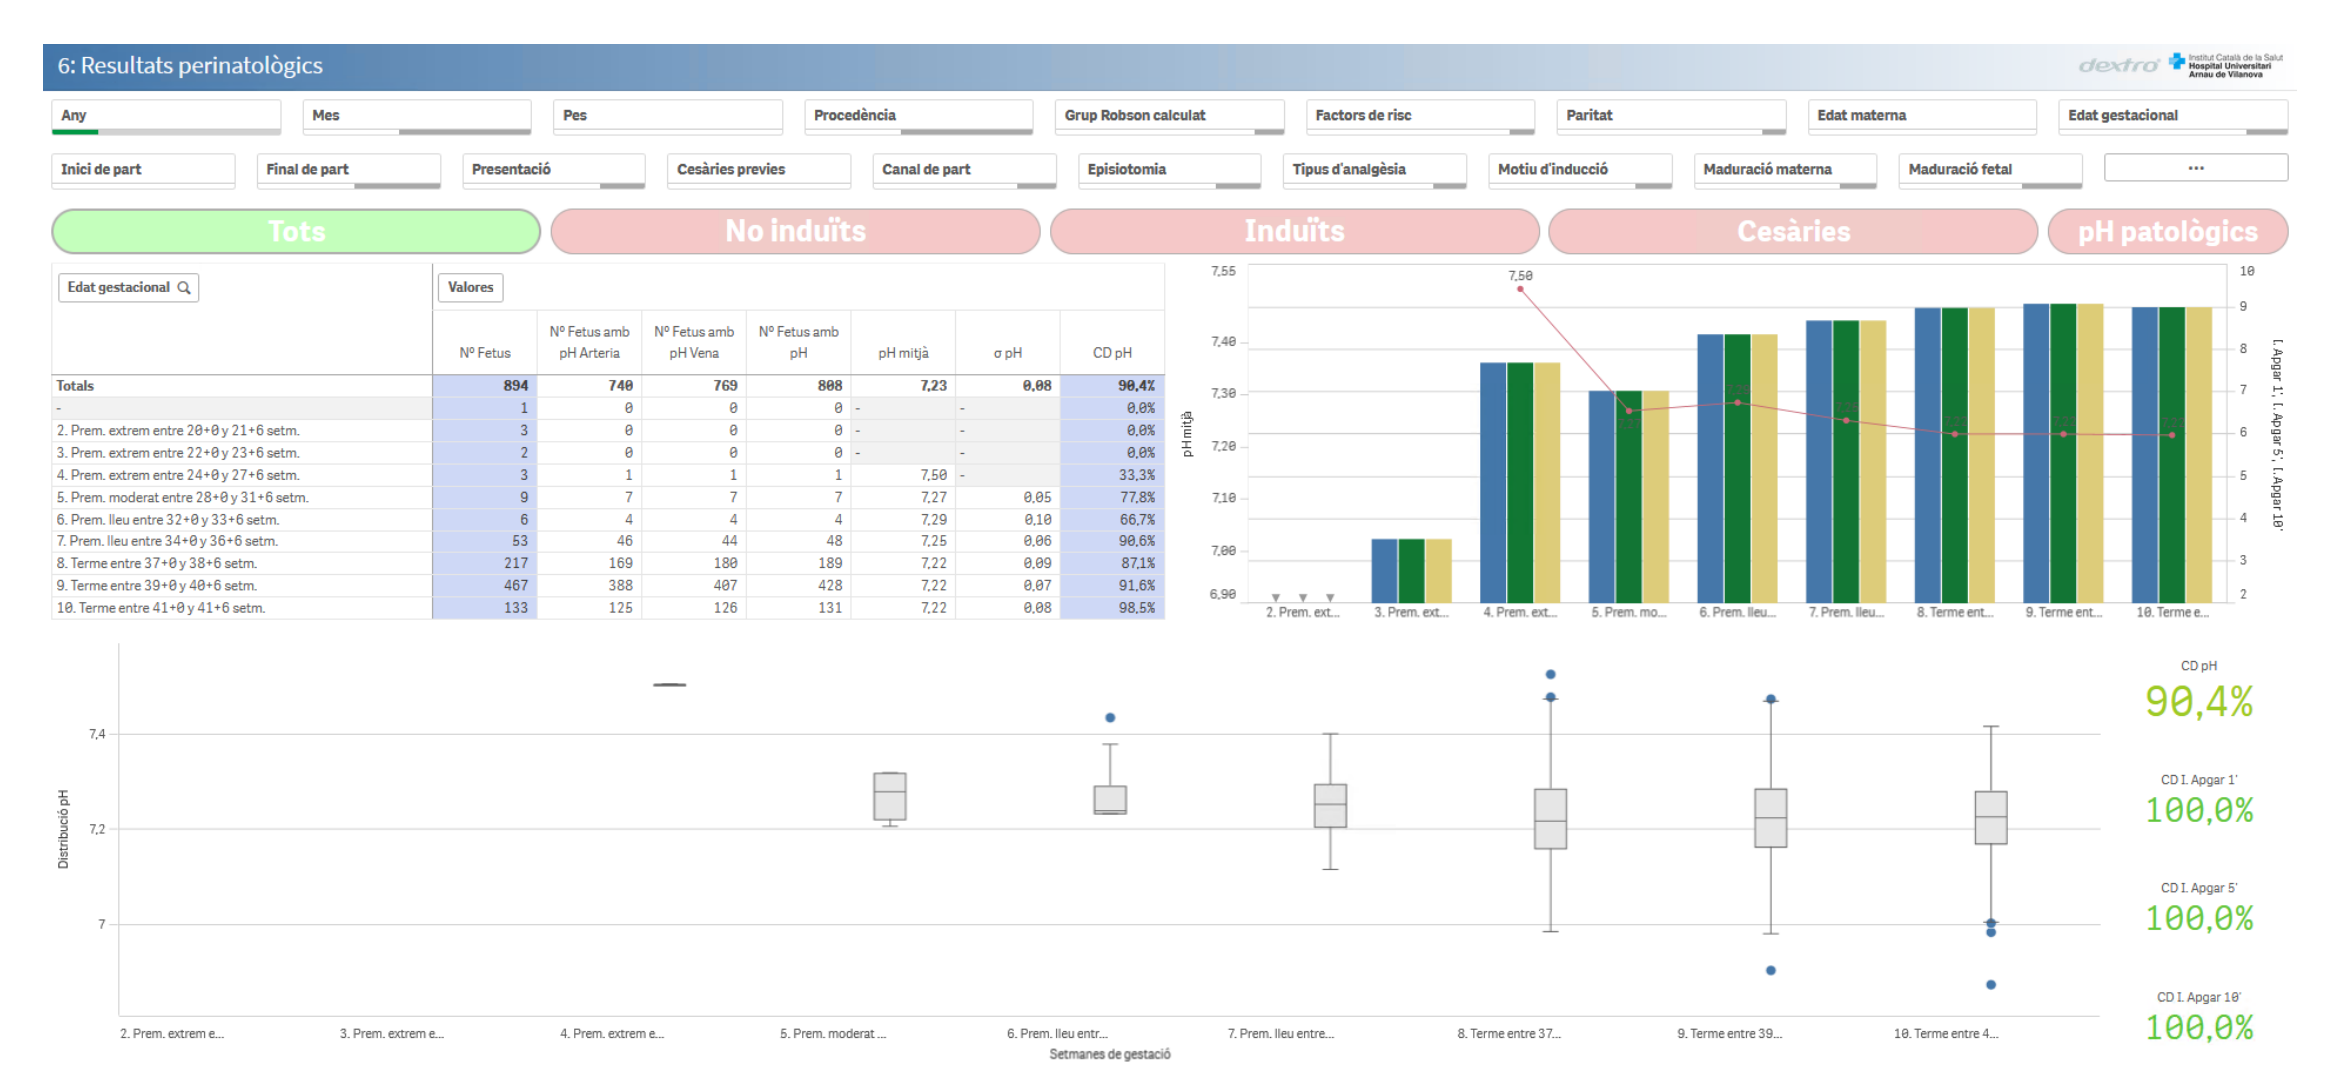 6: Resultats perinatològics
dextro
Institut Català de la Salut
Hospital Universitari
Arnau de Vilanova
Any Mes Pes Procedència Grup Robson calculat Factors de risc Paritat Edat materna Edat gestacional
Inici de part Final de part Presentació Cesàries previes Canal de part Episiotomia Tipus d'analgèsia Motiu d'inducció Maduració materna Maduració fetal ...
Tots No induïts Induïts Cesàries pH patològics
Edat gestacional Valores
Nº Fetus Nº Fetus amb pH Arteria Nº Fetus amb pH Vena Nº Fetus amb pH pH mitjà σ pH CD pH
Totals 894 740 769 808 7,23 0,08 90,4%
- 1 0 0 0 - - 0,0%
2. Prem. extrem entre 20+0 y 21+6 setm. 3 0 0 0 - - 0,0%
3. Prem. extrem entre 22+0 y 23+6 setm. 2 0 0 0 - - 0,0%
4. Prem. extrem entre 24+0 y 27+6 setm. 3 1 1 1 7,50 - 33,3%
5. Prem. moderat entre 28+0 y 31+6 setm. 9 7 7 7 7,27 0,05 77,8%
6. Prem. lleu entre 32+0 y 33+6 setm. 6 4 4 4 7,29 0,10 66,7%
7. Prem. lleu entre 34+0 y 36+6 setm. 53 46 44 48 7,25 0,06 90,6%
8. Terme entre 37+0 y 38+6 setm. 217 169 180 189 7,22 0,09 87,1%
9. Terme entre 39+0 y 40+6 setm. 467 388 407 428 7,22 0,07 91,6%
10. Terme entre 41+0 y 41+6 setm. 133 125 126 131 7,22 0,08 98,5%
pH mitjà
7,55
7,40
7,30
7,20
7,10
7,00
6,90
7,50
10
9
8
7
6
5
4
3
2
I. Apgar 1', I. Apgar 5', I. Apgar 10'
2. Prem. ext... 3. Prem. ext... 4. Prem. ext... 5. Prem. mo... 6. Prem. lleu... 7. Prem. lleu... 8. Terme ent... 9. Terme ent... 10. Terme e...
Distribució pH
7,4
7,2
7
2. Prem. extrem e... 3. Prem. extrem e... 4. Prem. extrem e... 5. Prem. moderat ... 6. Prem. lleu entr... 7. Prem. lleu entre... 8. Terme entre 37... 9. Terme entre 39... 10. Terme entre 4...
Setmanes de gestació
CD pH
90,4%
CD I. Apgar 1'
100,0%
CD I. Apgar 5'
100,0%
CD I. Apgar 10'
100,0%